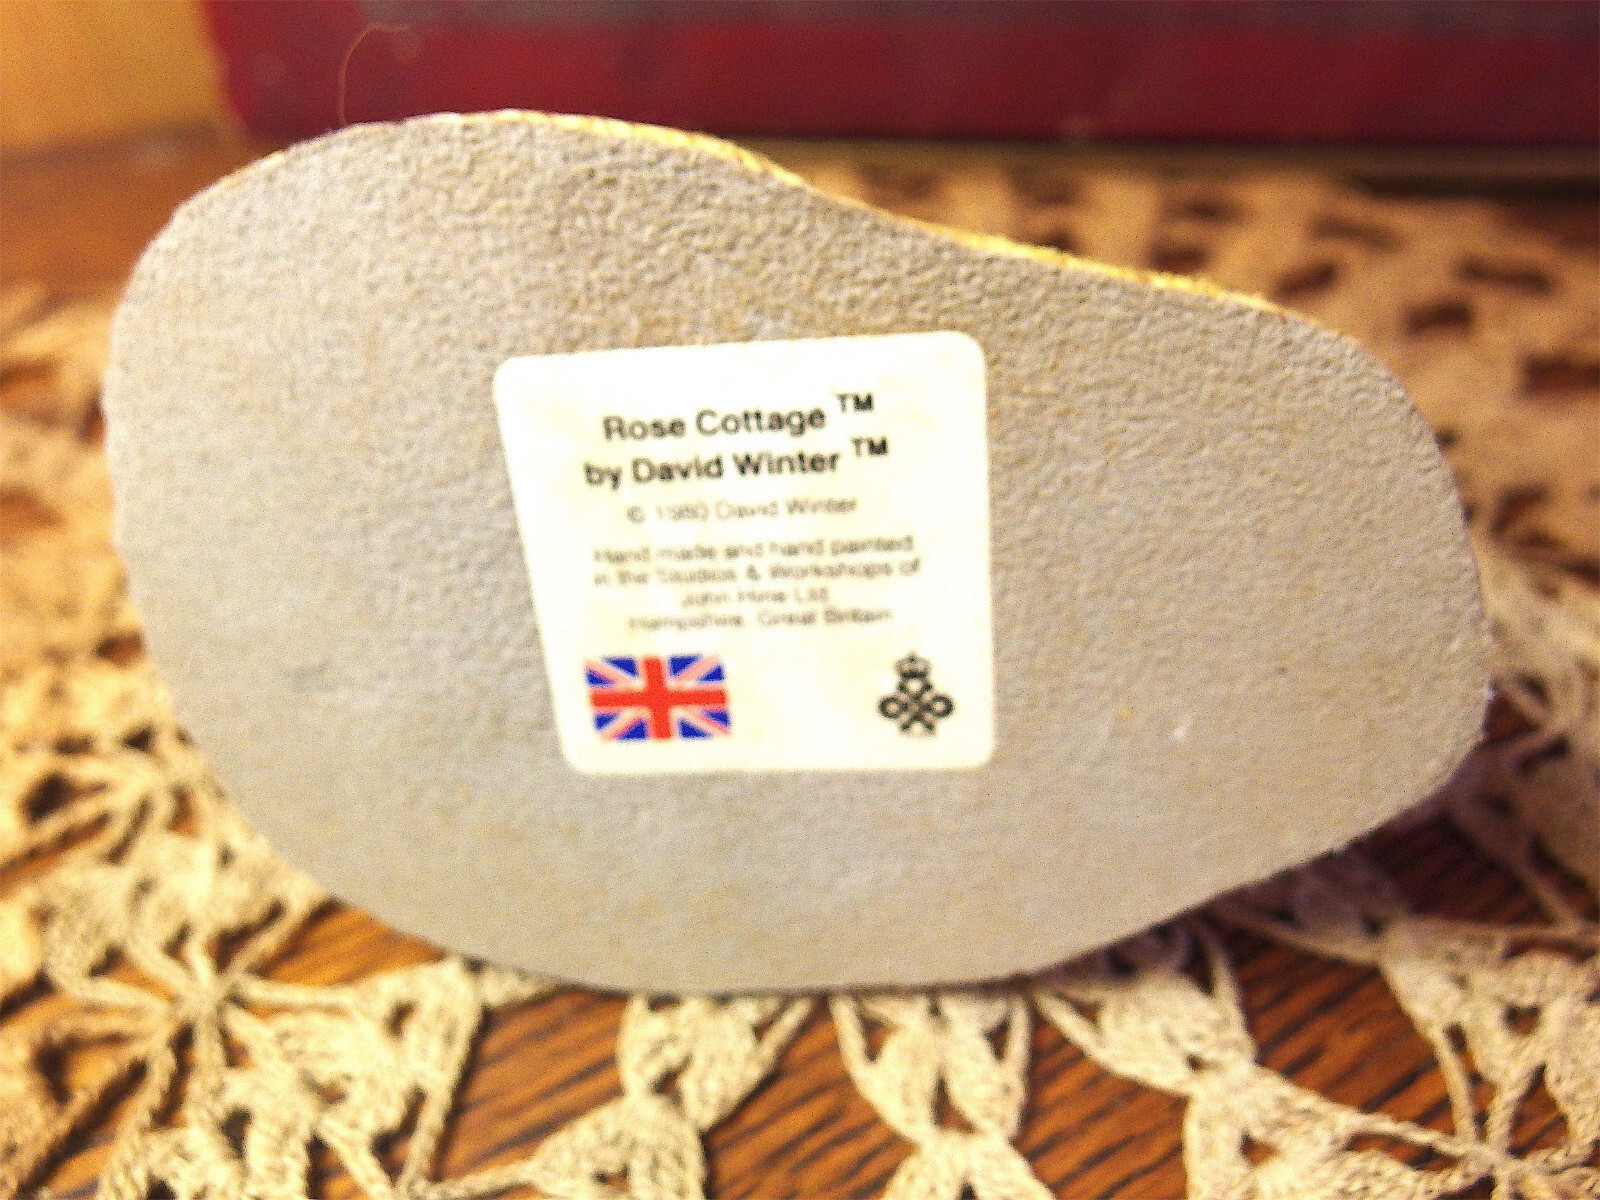 Rose Cottage ™
by David Winter ™
© 1980 David Winter
Hand made and hand painted
in the Studios & Workshops of
John Hine Ltd.
Hampshire, Great Britain